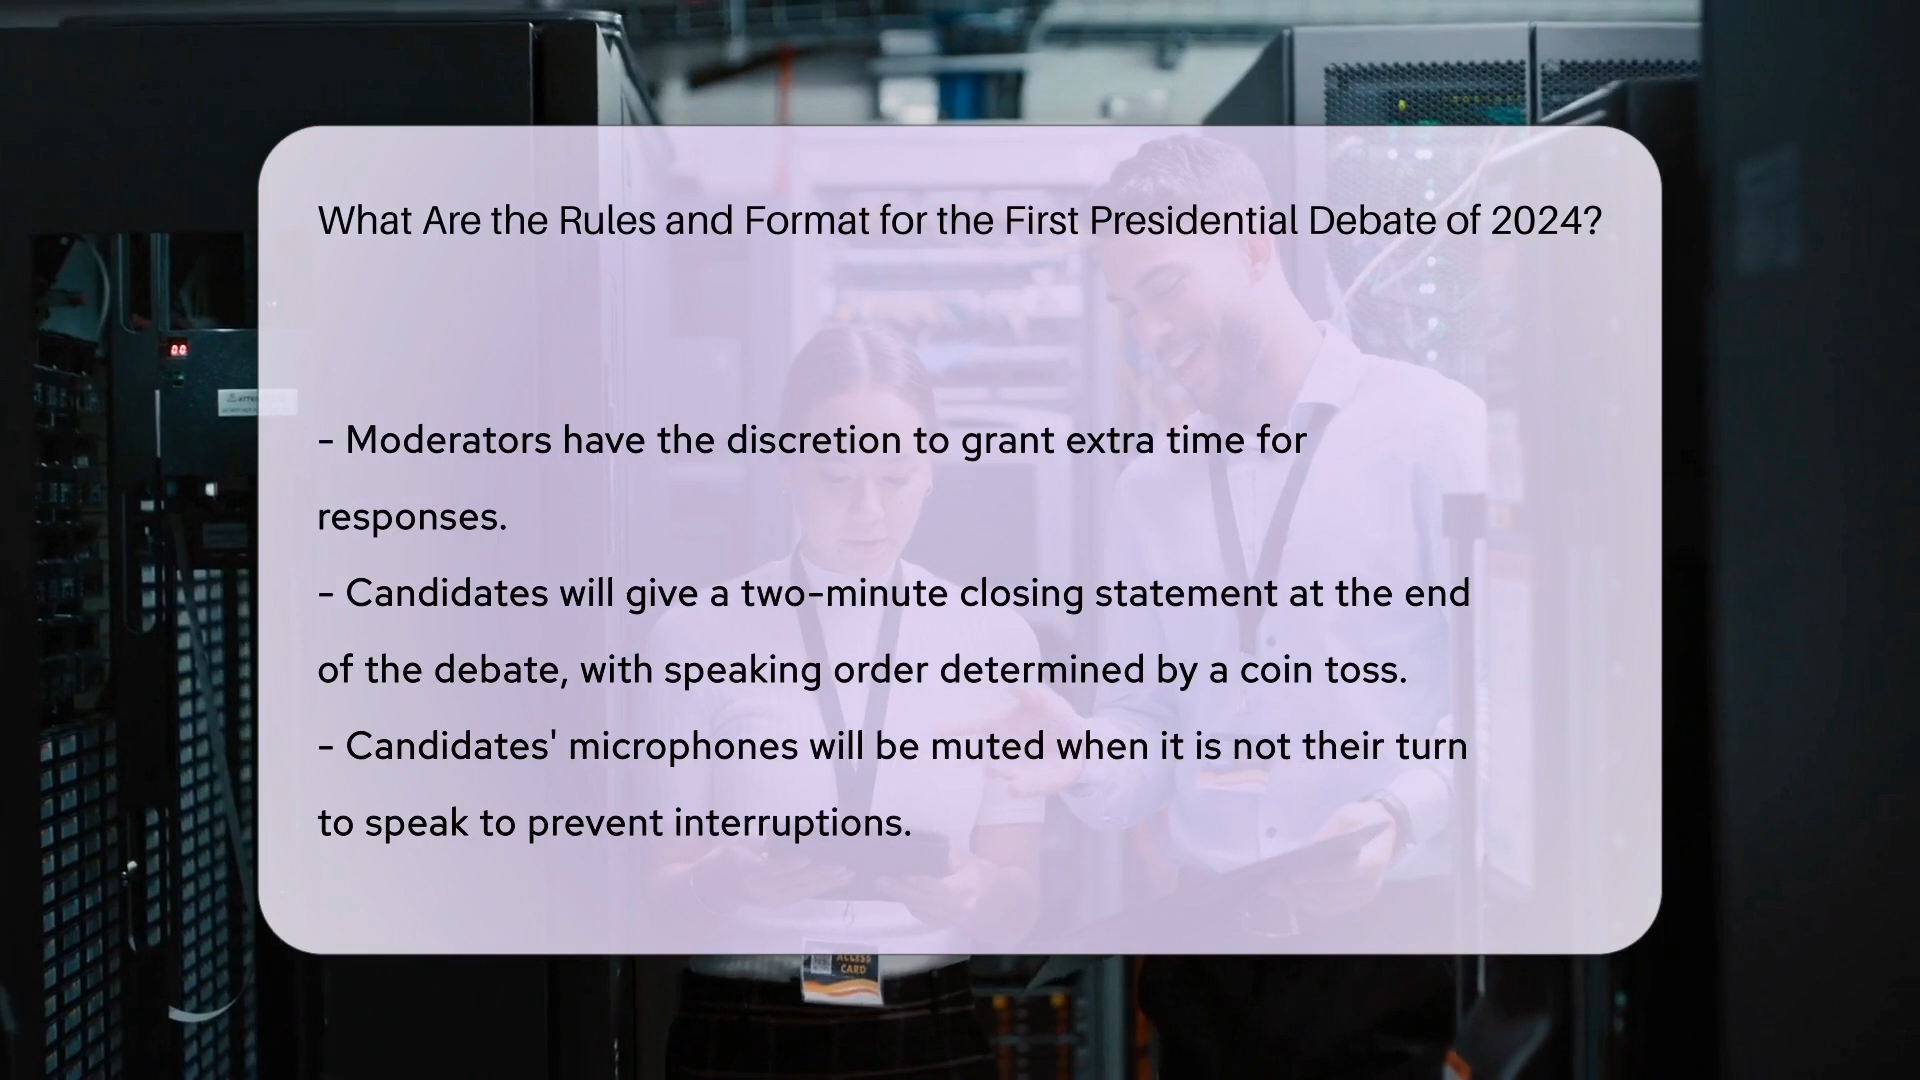 What Are the Rules and Format for the First Presidential Debate of 2024?
00
- Moderators have the discretion to grant extra time for
responses.
- Candidates will give a two-minute closing statement at the end
of the debate, with speaking order determined by a coin toss.
- Candidates' microphones will be muted when it is not their turn
to speak to prevent interruptions.
ACCESS
CARD